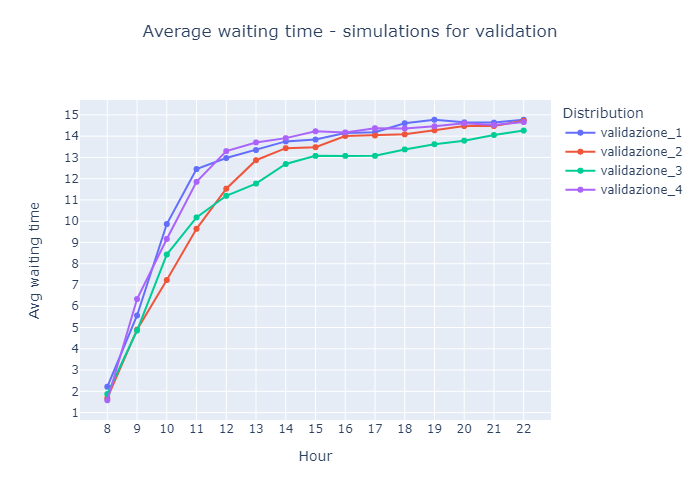 Average waiting time - simulations for validation
Distribution
validazione_1
validazione_2
validazione_3
validazione_4
Avg waiting time
15
14
13
12
11
10
9
8
7
6
5
4
3
2
1
8 9 10 11 12 13 14 15 16 17 18 19 20 21 22
Hour